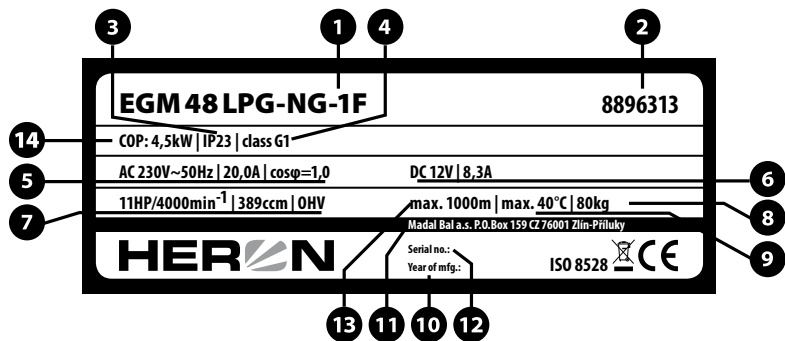 3 1 4 2
EGM 48 LPG-NG-1F 8896313
14 COP: 4,5kW | IP23 | class G1
AC 230V~50Hz | 20,0A | cosφ=1,0 DC 12V | 8,3A
5 6
11HP/4000min-1 | 389ccm | OHV max. 1000m | max. 40°C | 80kg
7 8
Madal Bal a.s. P.O.Box 159 CZ 76001 Zlín-Příluky
HERON Serial no.: ISO 8528 CE 9
Year of mfg.:
13 11 10 12